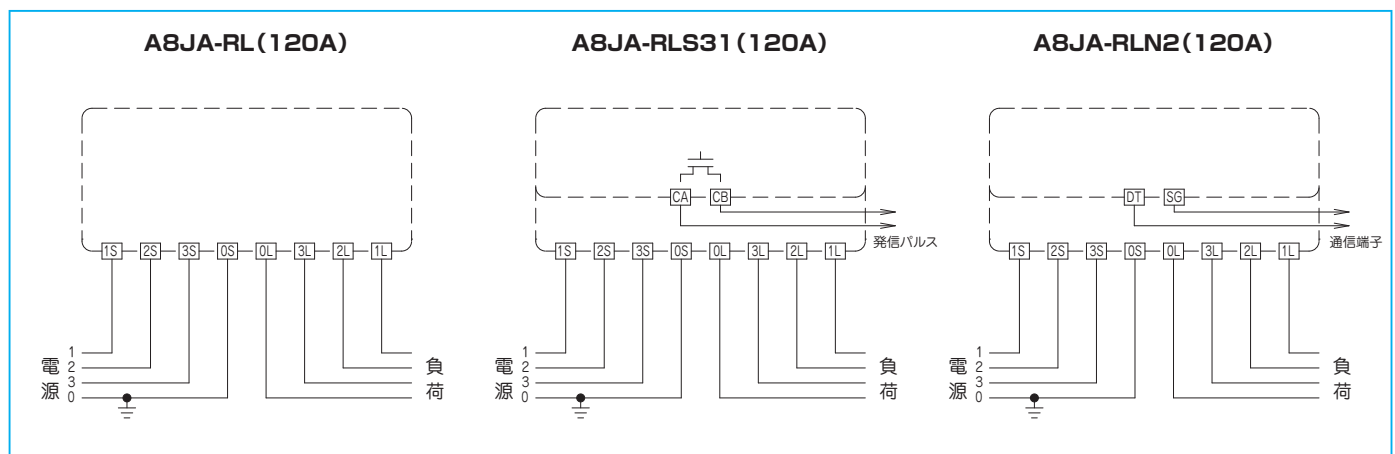 A8JA-RL(120A)
1S 2S 3S 0S 0L 3L 2L 1L
電源
1
2
3
0
負荷
A8JA-RLS31(120A)
CA CB
発信パルス
1S 2S 3S 0S 0L 3L 2L 1L
電源
1
2
3
0
負荷
A8JA-RLN2(120A)
DT SG
通信端子
1S 2S 3S 0S 0L 3L 2L 1L
電源
1
2
3
0
負荷